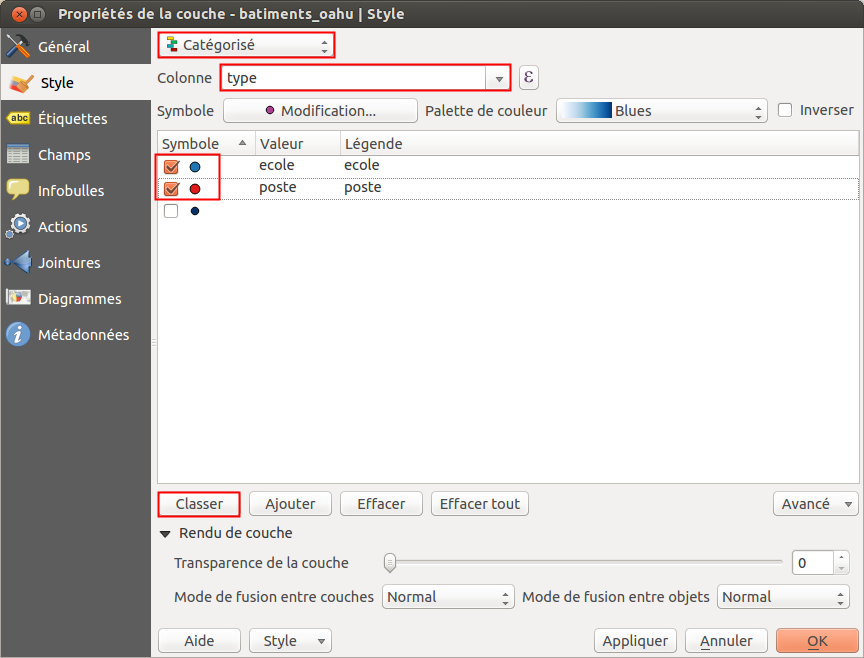 Propriétés de la couche - batiments_oahu | Style
Général
Style
abc Étiquettes
Champs
Infobulles
Actions
Jointures
Diagrammes
i Métadonnées
Catégorisé
Colonne type ε
Symbole Modification... Palette de couleur Blues Inverser
Symbole Valeur Légende
ecole ecole
poste poste
Classer Ajouter Effacer Effacer tout Avancé
Rendu de couche
Transparence de la couche 0
Mode de fusion entre couches Normal Mode de fusion entre objets Normal
Aide Style Appliquer Annuler OK